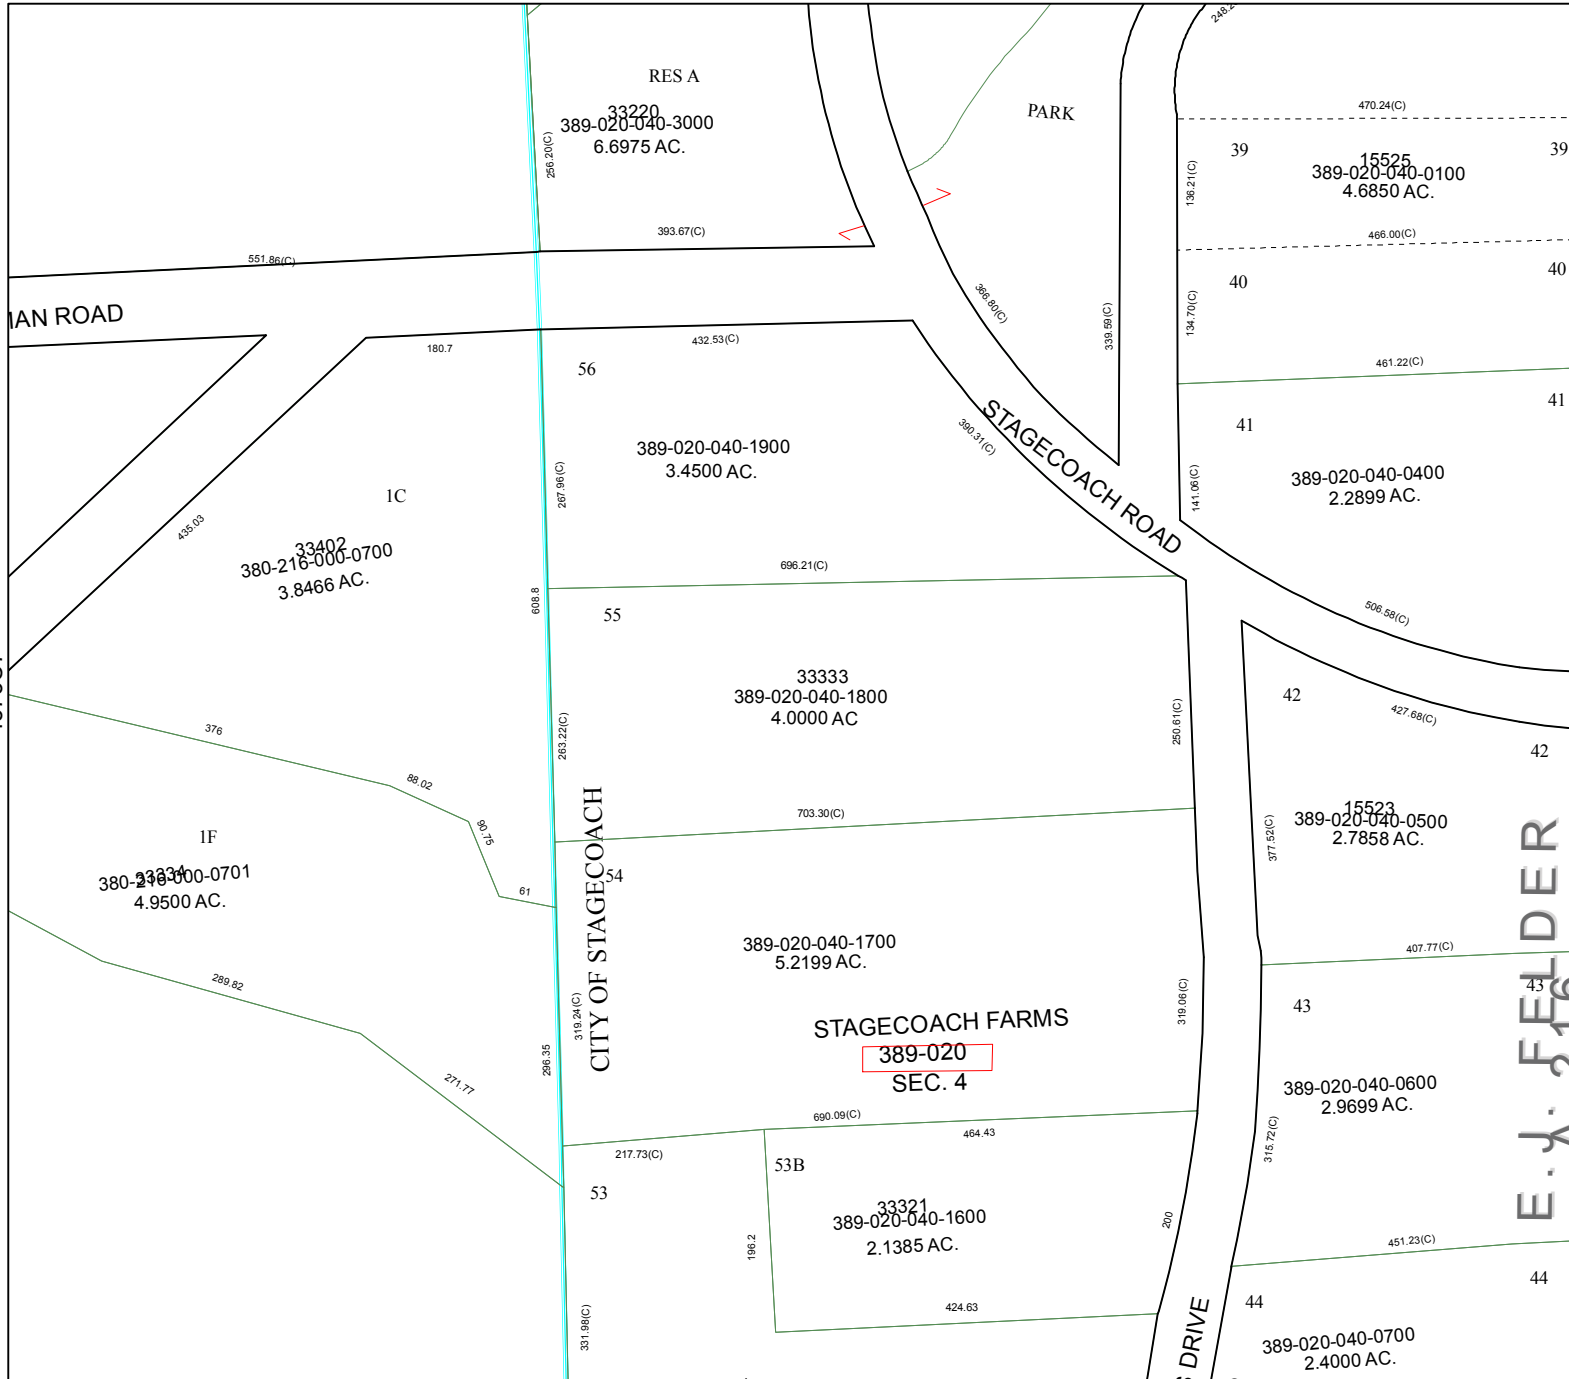 RES A
33220
389-020-040-3000
6.6975 AC.
256.20(C)
393.67(C)
551.86(C)
PARK
470.24(C)
39
39
15525
389-020-040-0100
4.6850 AC.
136.21(C)
466.00(C)
40
40
134.70(C)
366.80(C)
339.59(C)
461.22(C)
ROAD
180.7
432.53(C)
56
389-020-040-1900
3.4500 AC.
267.96(C)
390.31(C)
STAGECOACH ROAD
41
41
389-020-040-0400
2.2899 AC.
141.06(C)
1C
435.03
33402
380-216-000-0700
3.8466 AC.
608.8
696.21(C)
506.58(C)
55
33333
389-020-040-1800
4.0000 AC
263.22(C)
250.61(C)
42
427.68(C)
42
376
88.02
90.75
61
703.30(C)
377.52(C)
15523
389-020-040-0500
2.7858 AC.
1F
23334
380-216-000-0701
4.9500 AC.
CITY OF STAGECOACH
54
389-020-040-1700
5.2199 AC.
407.77(C)
43
43
289.82
319.24(C)
319.06(C)
STAGECOACH FARMS
389-020
SEC. 4
296.35
271.77
389-020-040-0600
2.9699 AC.
E. J. FELDER
A 216
690.09(C)
464.43
217.73(C)
315.72(C)
53
53B
33321
389-020-040-1600
2.1385 AC.
196.2
200
451.23(C)
44
44
424.63
331.98(C)
DRIVE
389-020-040-0700
2.4000 AC.